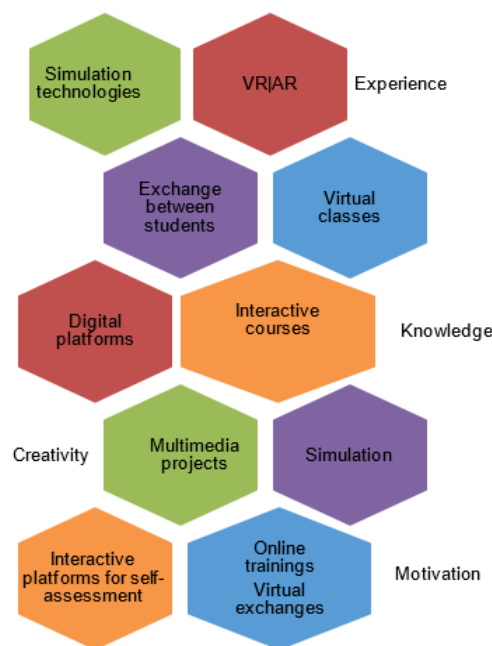 Simulation
technologies
VR|AR
Experience
Exchange
between
students
Virtual
classes
Digital
platforms
Interactive
courses
Knowledge
Creativity
Multimedia
projects
Simulation
Interactive
platforms for self-
assessment
Online
trainings
Virtual
exchanges
Motivation